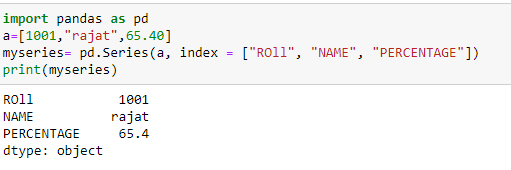 import pandas as pd
a=[1001,"rajat",65.40]
myseries= pd.Series(a, index = ["ROll", "NAME", "PERCENTAGE"])
print(myseries)
ROll 1001
NAME rajat
PERCENTAGE 65.4
dtype: object